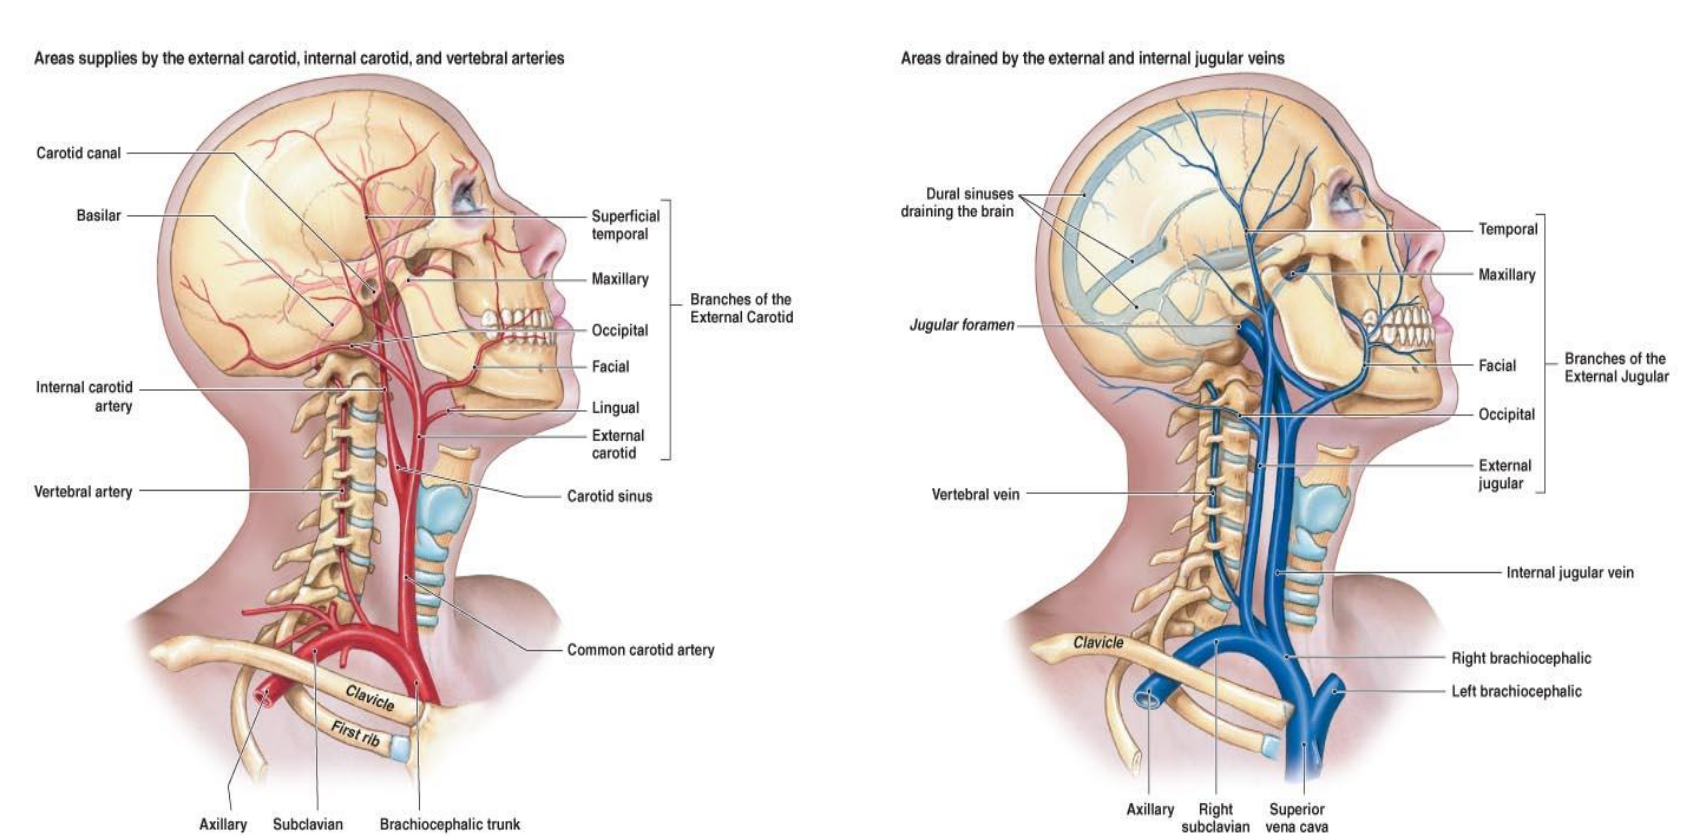 Areas supplies by the external carotid, internal carotid, and vertebral arteries
Carotid canal
Basilar
Internal carotid
artery
Vertebral artery
Superficial
temporal
Maxillary
Occipital
Facial
Lingual
External
carotid
Branches of the
External Carotid
Carotid sinus
Common carotid artery
Clavicle
First rib
Axillary
Subclavian
Brachiocephalic trunk
Areas drained by the external and internal jugular veins
Dural sinuses
draining the brain
Jugular foramen
Vertebral vein
Temporal
Maxillary
Facial
Occipital
External
jugular
Branches of the
External Jugular
Internal jugular vein
Clavicle
Right brachiocephalic
Left brachiocephalic
Axillary
Right
subclavian
Superior
vena cava